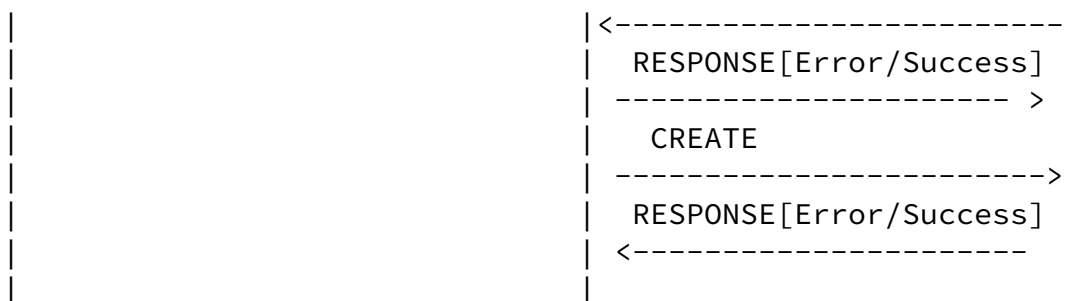 |                               |<-------------------------
|                               |  RESPONSE[Error/Success]
|                               | ---------------------- >
|                               |   CREATE
|                               | ------------------------>
|                               |  RESPONSE[Error/Success]
|                               | <----------------------
|                               |